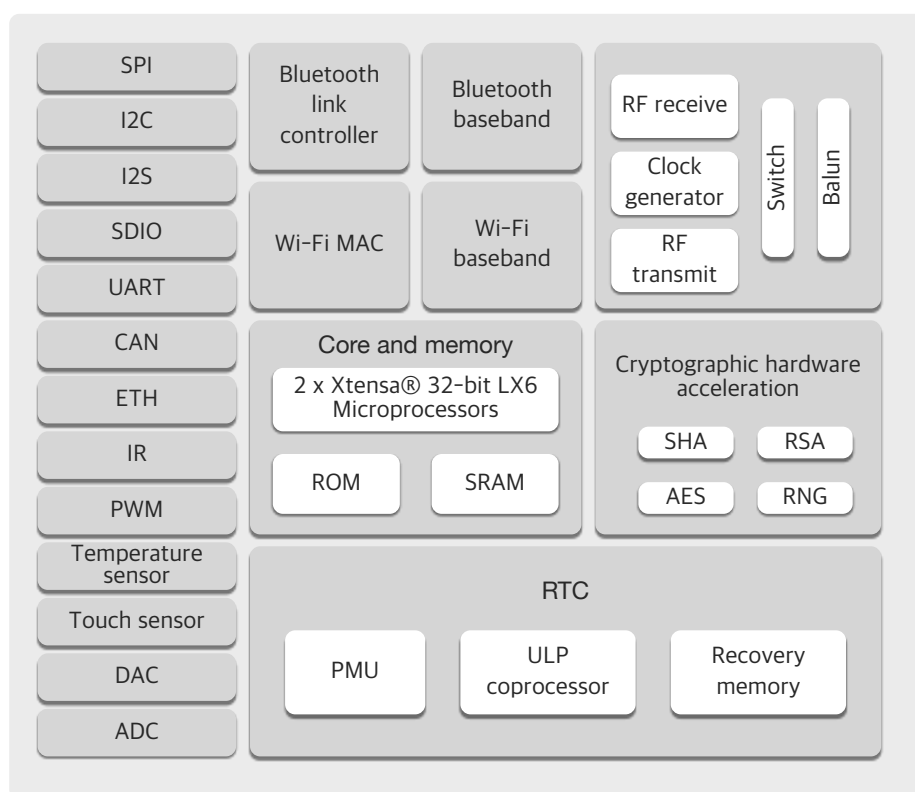 SPI
I2C
I2S
SDIO
UART
CAN
ETH
IR
PWM
Temperature
sensor
Touch sensor
DAC
ADC
Bluetooth
link
controller
Bluetooth
baseband
Wi-Fi MAC
Wi-Fi
baseband
RF receive
Clock
generator
RF
transmit
Switch
Balun
Core and memory
2 x Xtensa® 32-bit LX6
Microprocessors
ROM
SRAM
Cryptographic hardware
acceleration
SHA
RSA
AES
RNG
RTC
PMU
ULP
coprocessor
Recovery
memory